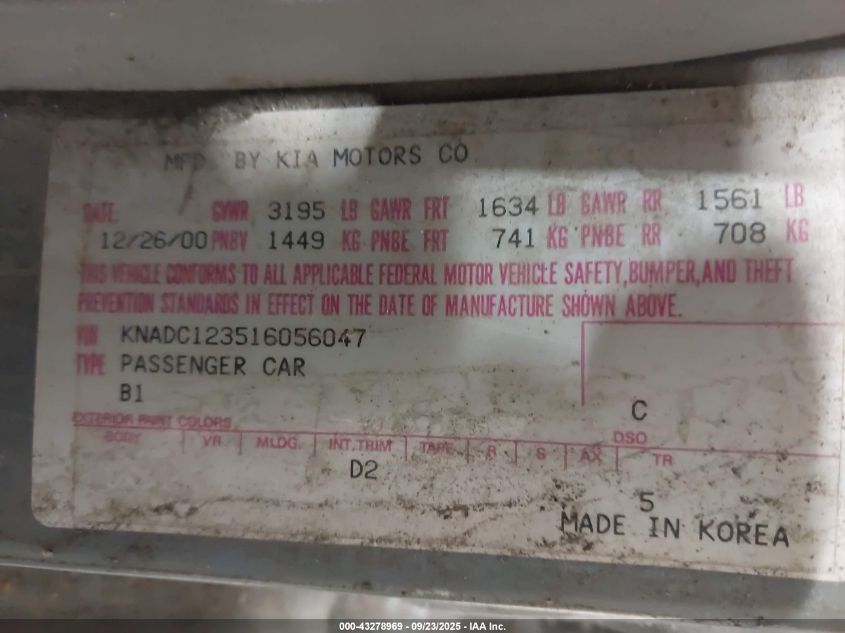 MFD BY KIA MOTORS CO
DATE: GVWR 3195 LB GAWR FRT 1634 LB GAWR RR 1561 LB
12/26/00 PNBV 1449 KG PNBE FRT 741 KG PNBE RR 708 KG
THIS VEHICLE CONFORMS TO ALL APPLICABLE FEDERAL MOTOR VEHICLE SAFETY, BUMPER, AND THEFT
PREVENTION STANDARDS IN EFFECT ON THE DATE OF MANUFACTURE SHOWN ABOVE.
VIN KNADC123516056047
TYPE PASSENGER CAR
B1
C
EXTERIOR PAINT COLORS
DSO
BODY VR MLDG. INT. TRIM TAPE R S AX TR
D2
5
MADE IN KOREA
000-43278969 - 09/23/2025 - IAA Inc.